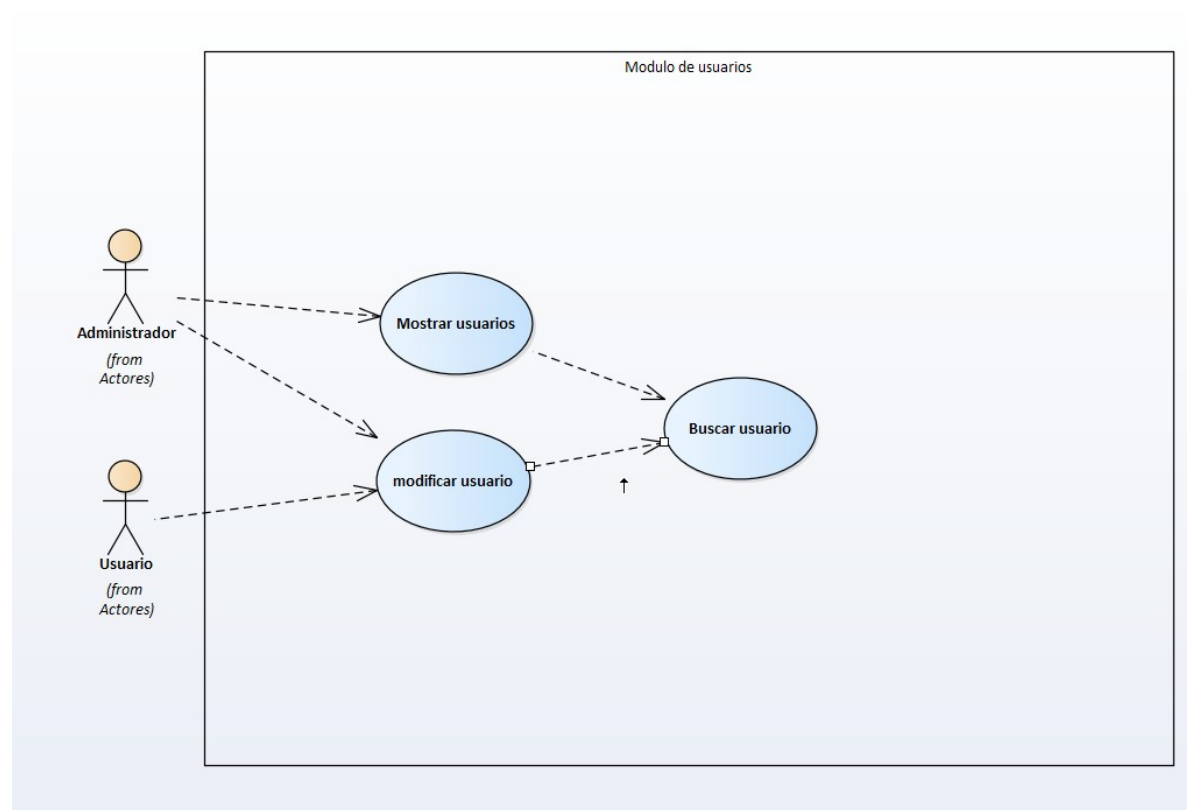 Modulo de usuarios
Administrador
(from
Actores)
Mostrar usuarios
Buscar usuario
modificar usuario
Usuario
(from
Actores)